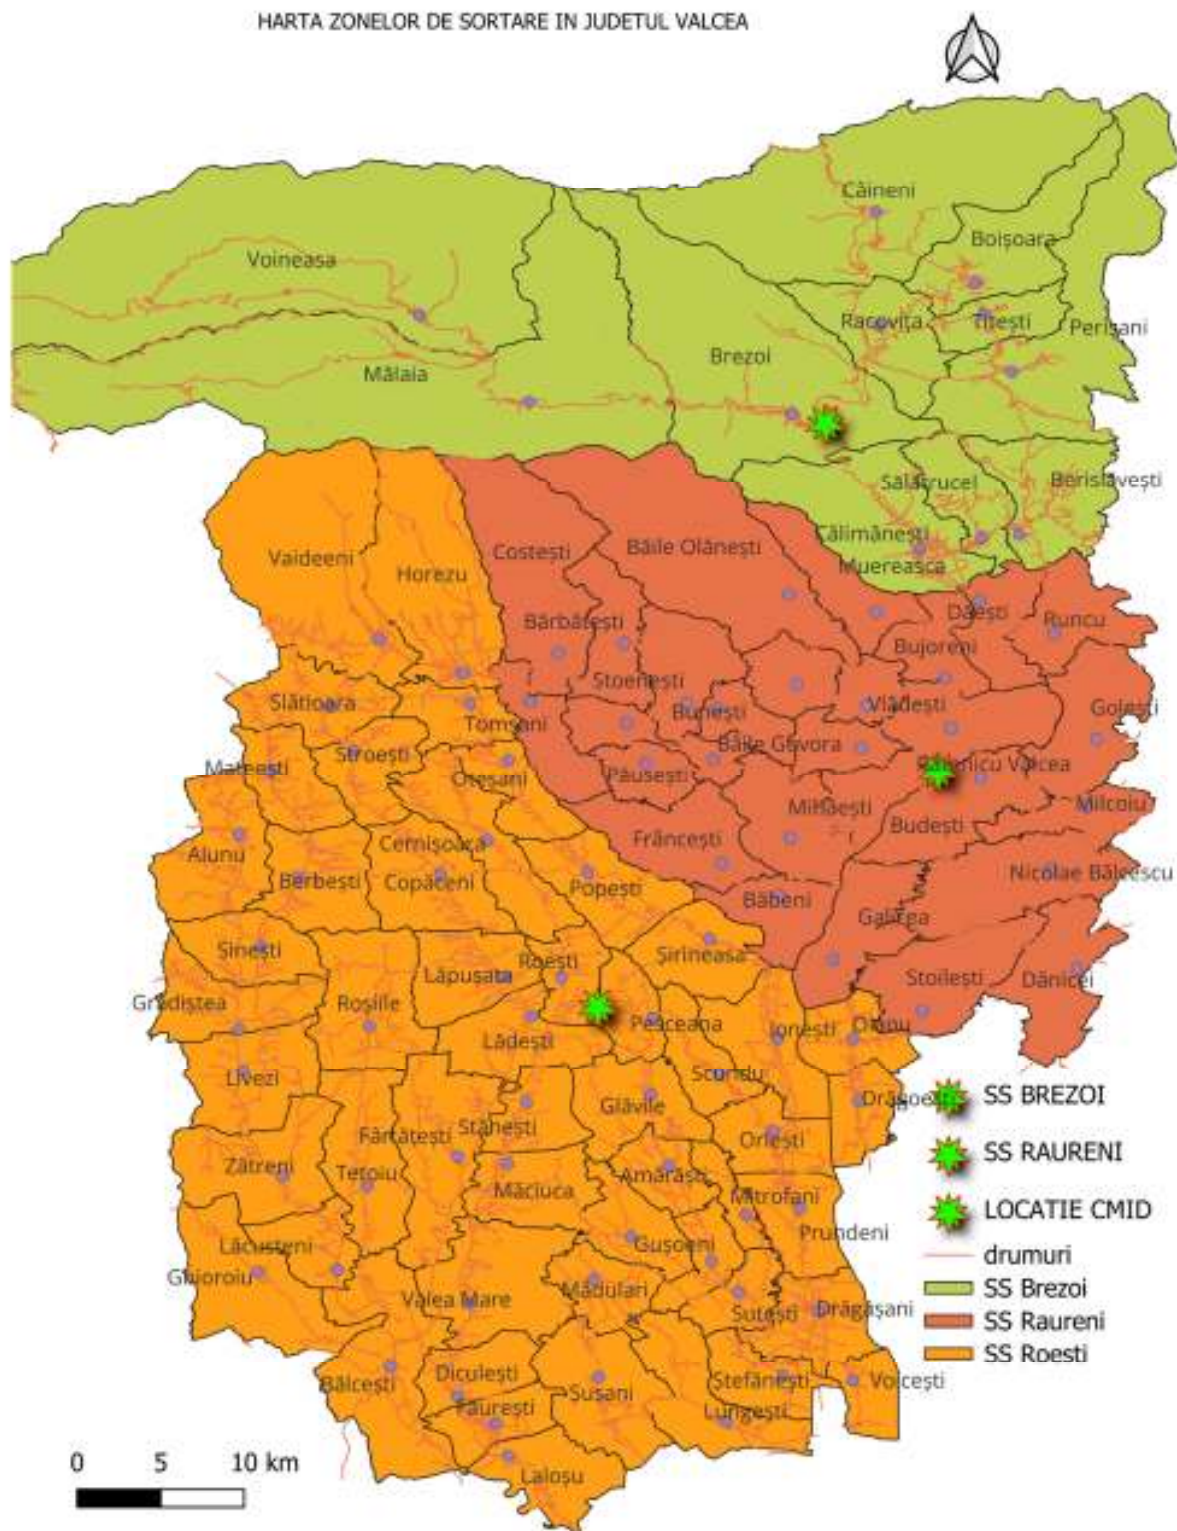 HARTA ZONELOR DE SORTARE IN JUDETUL VALCEA
Câineni
Boișoara
Voineasa
Racovița
Titești
Perișani
Brezoi
Mălaia
Sălătrucel
Berislăvești
Călimănești
Băile Olănești
Costești
Vaideeni
Horezu
Muereasca
Dăești
Runcu
Bărbătești
Bujoreni
Stoenești
Slătioara
Tomșani
Bunești
Vlădești
Golești
Stroești
Băile Govora
Mateești
Oteșani
Păușești
Râmnicu Vâlcea
Mihăești
Milcoiu
Budești
Frâncești
Cernișoara
Alunu
Berbești
Copăceni
Popești
Nicolae Bălcescu
Băbeni
Galicea
Sinești
Șirineasa
Roești
Lăpușata
Stoilești
Dănicei
Grădiștea
Roșiile
Pesceana
Ionești
Olanu
Lădești
Livezi
Scundu
Glăvile
Drăgoești
SS BREZOI
Stănești
Fârtățești
Orlești
Zătreni
Tetoiu
Amărăști
SS RAURENI
Măciuca
Mitrofani
LOCATIE CMID
Prundeni
Lăcusteni
Gușoeni
Ghioroiu
drumuri
Mădulari
Valea Mare
SS Brezoi
Sutești
Drăgășani
SS Raureni
SS Roesti
Diculești
Bălcești
Ștefănești
Voicești
Susani
Făurești
Lungești
0 5 10 km
Laloșu